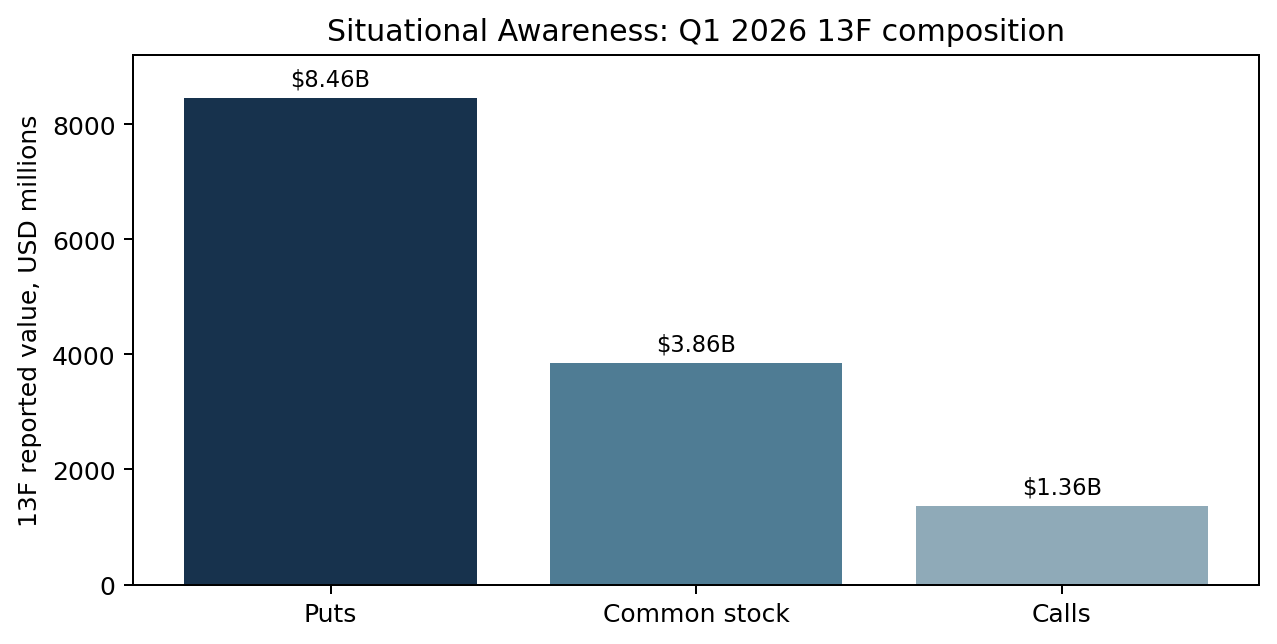 Situational Awareness: Q1 2026 13F composition
13F reported value, USD millions
8000
6000
4000
2000
0
$8.46B
$3.86B
$1.36B
Puts
Common stock
Calls